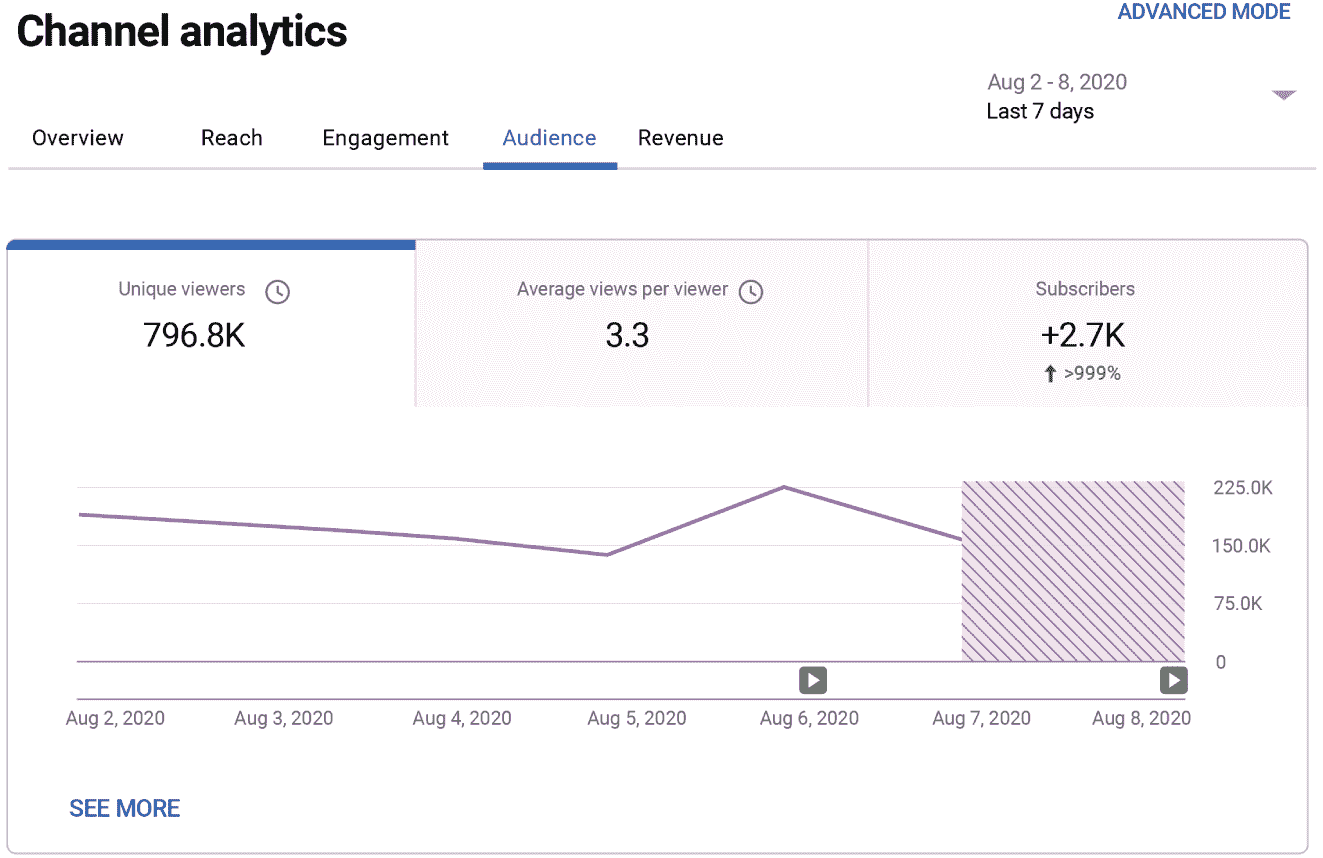 Channel analytics
ADVANCED MODE
Aug 2 - 8, 2020
Last 7 days
Overview Reach Engagement Audience Revenue
Unique viewers
796.8K
Average views per viewer
3.3
Subscribers
+2.7K
>999%
225.0K
150.0K
75.0K
0
Aug 2, 2020 Aug 3, 2020 Aug 4, 2020 Aug 5, 2020 Aug 6, 2020 Aug 7, 2020 Aug 8, 2020
SEE MORE